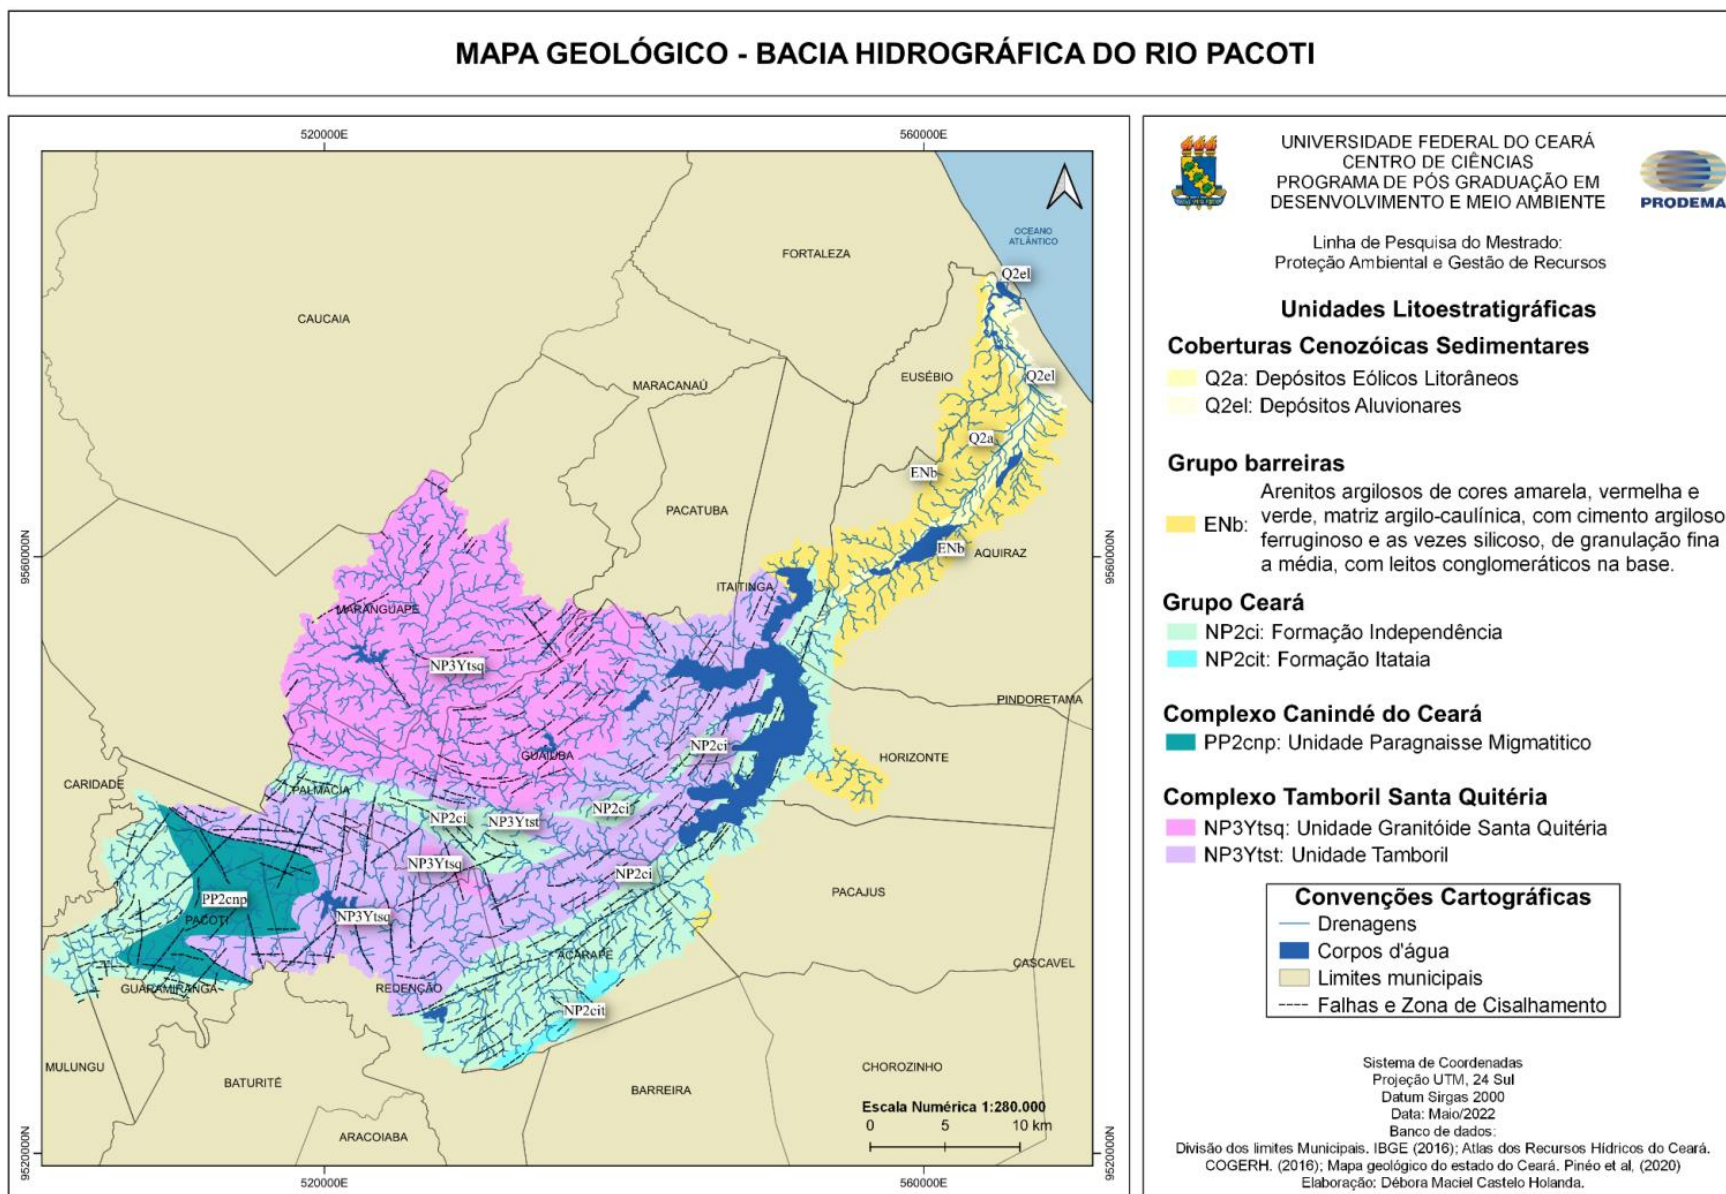 MAPA GEOLÓGICO - BACIA HIDROGRÁFICA DO RIO PACOTI
520000E
560000E
OCEANO
ATLÂNTICO
FORTALEZA
Q2el
CAUCAIA
EUSÉBIO
Q2el
MARACANAÚ
Q2a
ENb
PACATUBA
9560000N
ENb
AQUIRAZ
9560000N
ITAITINGA
MARANGUAPE
NP3Ytsq
PINDORETAMA
NP2ci
GUAIÚBA
HORIZONTE
CARIDADE
PALMÁCIA
NP2ci
NP2ci
NP3Ytst
NP3Ytsq
NP2ci
PACAJUS
PP2cnp
PACOTI
NP3Ytsq
ACARAPE
CASCAVEL
GUARAMIRANGA
REDENÇÃO
NP2cit
MULUNGU
BATURITÉ
CHOROZINHO
BARREIRA
Escala Numérica 1:280.000
0 5 10 km
ARACOIABA
9520000N
9520000N
520000E
560000E
UNIVERSIDADE FEDERAL DO CEARÁ
CENTRO DE CIÊNCIAS
PROGRAMA DE PÓS GRADUAÇÃO EM
DESENVOLVIMENTO E MEIO AMBIENTE
PRODEMA
Linha de Pesquisa do Mestrado:
Proteção Ambiental e Gestão de Recursos
Unidades Litoestratigráficas
Coberturas Cenozóicas Sedimentares
Q2a: Depósitos Eólicos Litorâneos
Q2el: Depósitos Aluvionares
Grupo barreiras
ENb: Arenitos argilosos de cores amarela, vermelha e
verde, matriz argilo-caulínica, com cimento argiloso
ferruginoso e as vezes silicoso, de granulação fina
a média, com leitos conglomeráticos na base.
Grupo Ceará
NP2ci: Formação Independência
NP2cit: Formação Itataia
Complexo Canindé do Ceará
PP2cnp: Unidade Paragnaisse Migmatitico
Complexo Tamboril Santa Quitéria
NP3Ytsq: Unidade Granitóide Santa Quitéria
NP3Ytst: Unidade Tamboril
Convenções Cartográficas
Drenagens
Corpos d'água
Limites municipais
Falhas e Zona de Cisalhamento
Sistema de Coordenadas
Projeção UTM, 24 Sul
Datum Sirgas 2000
Data: Maio/2022
Banco de dados:
Divisão dos limites Municipais. IBGE (2016); Atlas dos Recursos Hídricos do Ceará.
COGERH. (2016); Mapa geológico do estado do Ceará. Pinéo et al, (2020)
Elaboração: Débora Maciel Castelo Holanda.